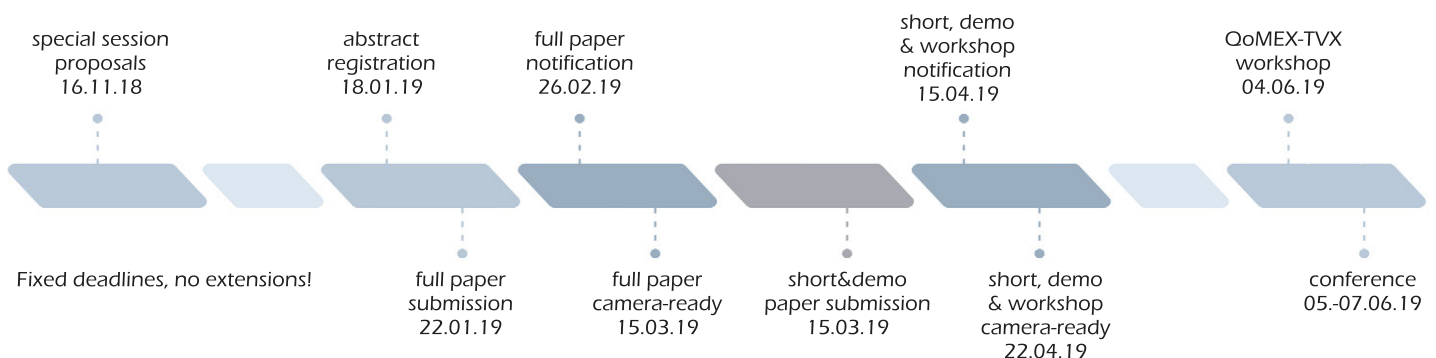 special session
proposals
16.11.18
abstract
registration
18.01.19
full paper
notification
26.02.19
short, demo
& workshop
notification
15.04.19
QoMEX-TVX
workshop
04.06.19
Fixed deadlines, no extensions!
full paper
submission
22.01.19
full paper
camera-ready
15.03.19
short&demo
paper submission
15.03.19
short, demo
& workshop
camera-ready
22.04.19
conference
05.-07.06.19